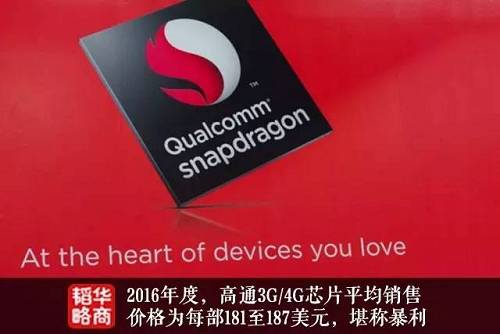 Qualcomm
snapdragon™
At the heart of devices you love
韬略
华商
2016年度，高通3G/4G芯片平均销售
价格为每部181至187美元，堪称暴利